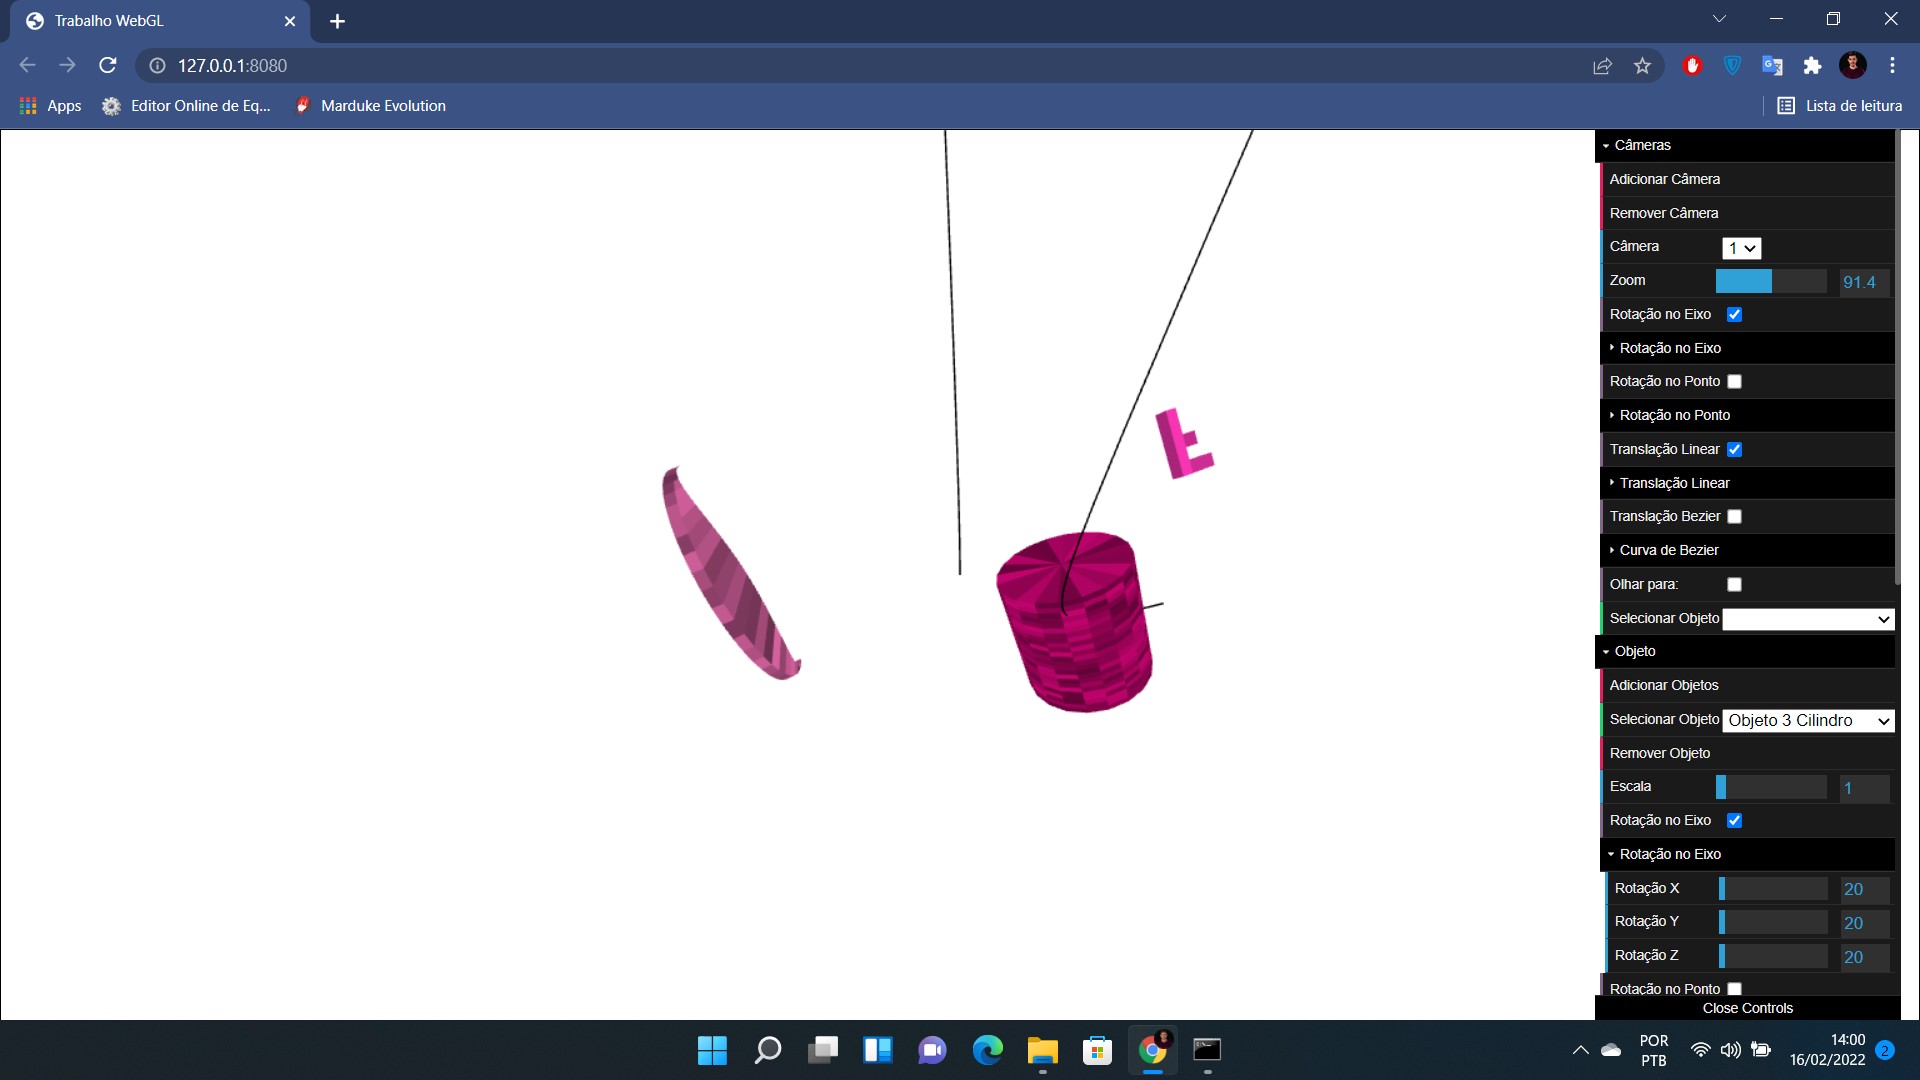 Trabalho WebGL
127.0.0.1:8080
Apps
Editor Online de Eq...
Marduke Evolution
Lista de leitura
F
Câmeras
Adicionar Câmera
Remover Câmera
Câmera 1
Zoom 91.4
Rotação no Eixo
Rotação no Eixo
Rotação no Ponto
Rotação no Ponto
Translação Linear
Translação Linear
Translação Bezier
Curva de Bezier
Olhar para:
Selecionar Objeto
Objeto
Adicionar Objetos
Selecionar Objeto Objeto 3 Cilindro
Remover Objeto
Escala 1
Rotação no Eixo
Rotação no Eixo
Rotação X 20
Rotação Y 20
Rotação Z 20
Rotação no Ponto
Close Controls
POR
PTB
14:00
16/02/2022
2